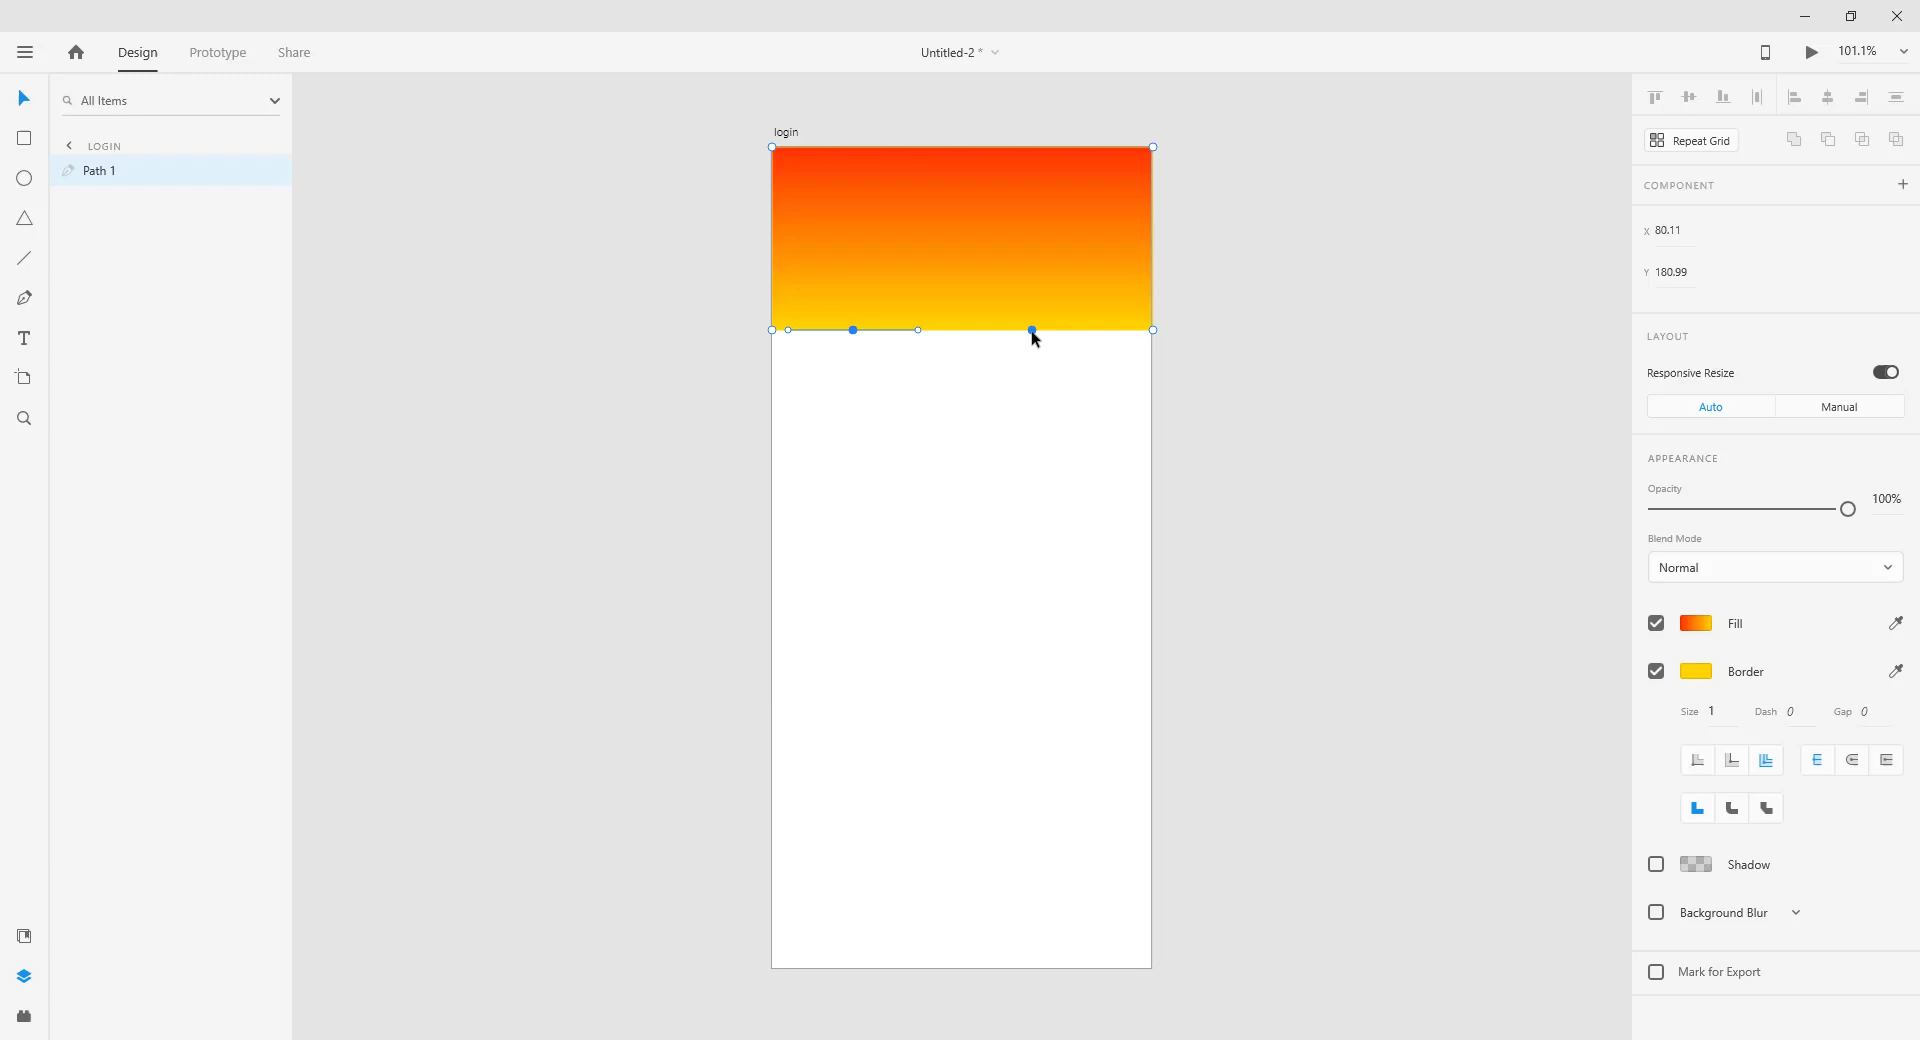 Design Prototype Share Untitled-2 * 101.1%
All Items
LOGIN
Path 1
login
Repeat Grid
COMPONENT
X 80.11
Y 180.99
LAYOUT
Responsive Resize
Auto Manual
APPEARANCE
Opacity
100%
Blend Mode
Normal
Fill
Border
Size 1 Dash 0 Gap 0
Shadow
Background Blur
Mark for Export